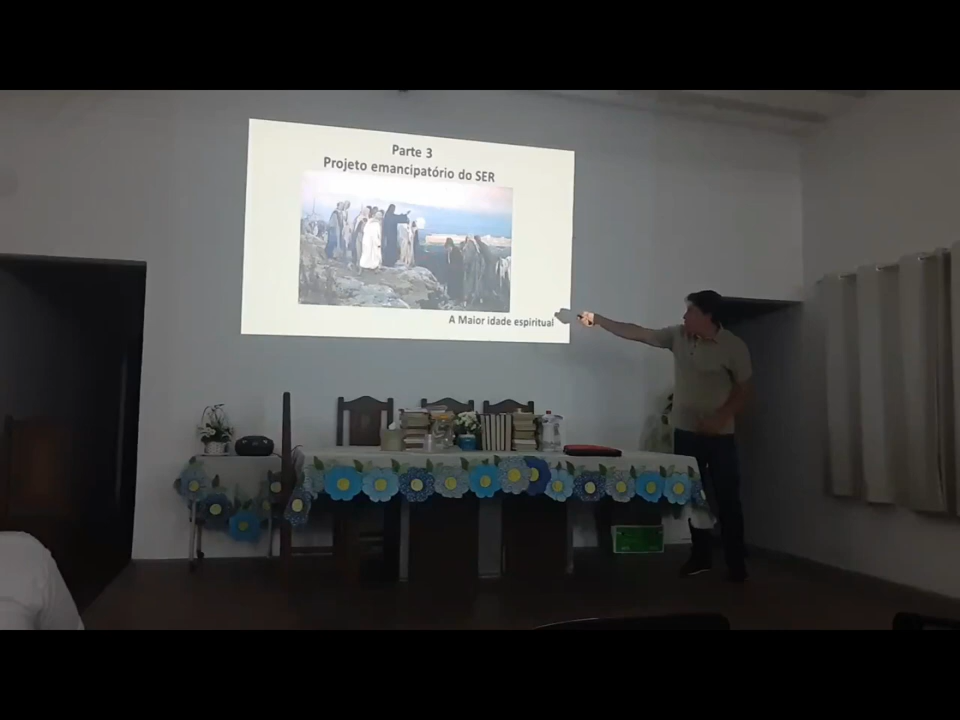 Parte 3
Projeto emancipatório do SER
A Maior idade espiritual